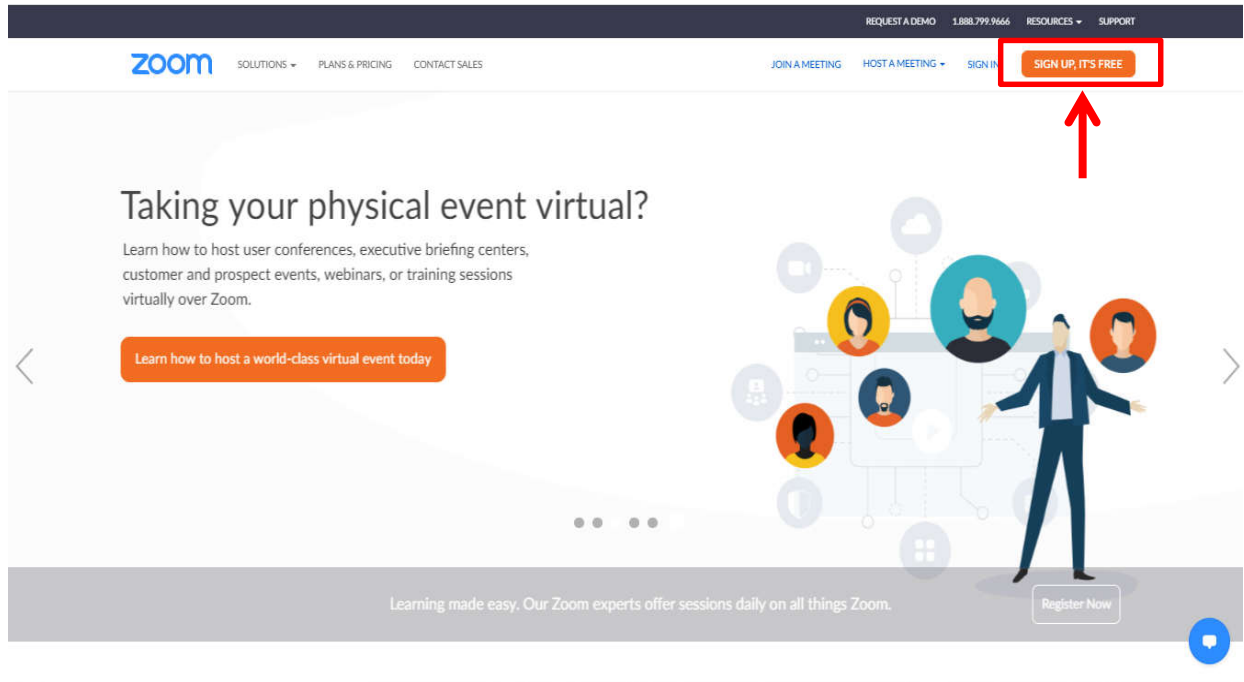 REQUEST A DEMO 1.888.799.9666 RESOURCES SUPPORT
zoom SOLUTIONS PLANS & PRICING CONTACT SALES JOIN A MEETING HOST A MEETING SIGN IN SIGN UP, IT'S FREE
Taking your physical event virtual?
Learn how to host user conferences, executive briefing centers,
customer and prospect events, webinars, or training sessions
virtually over Zoom.
Learn how to host a world-class virtual event today
Learning made easy. Our Zoom experts offer sessions daily on all things Zoom. Register Now